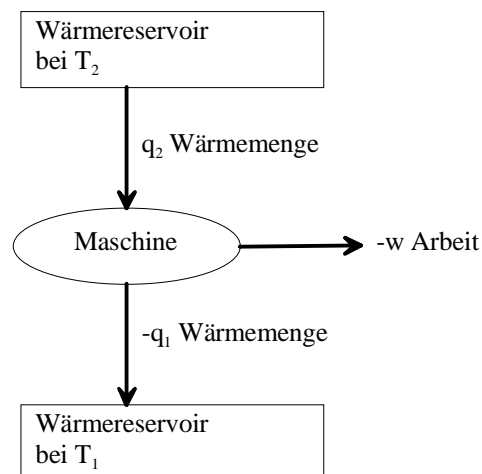 Wärmereservoir
bei T₂
q₂ Wärmemenge
Maschine
-w Arbeit
-q₁ Wärmemenge
Wärmereservoir
bei T₁